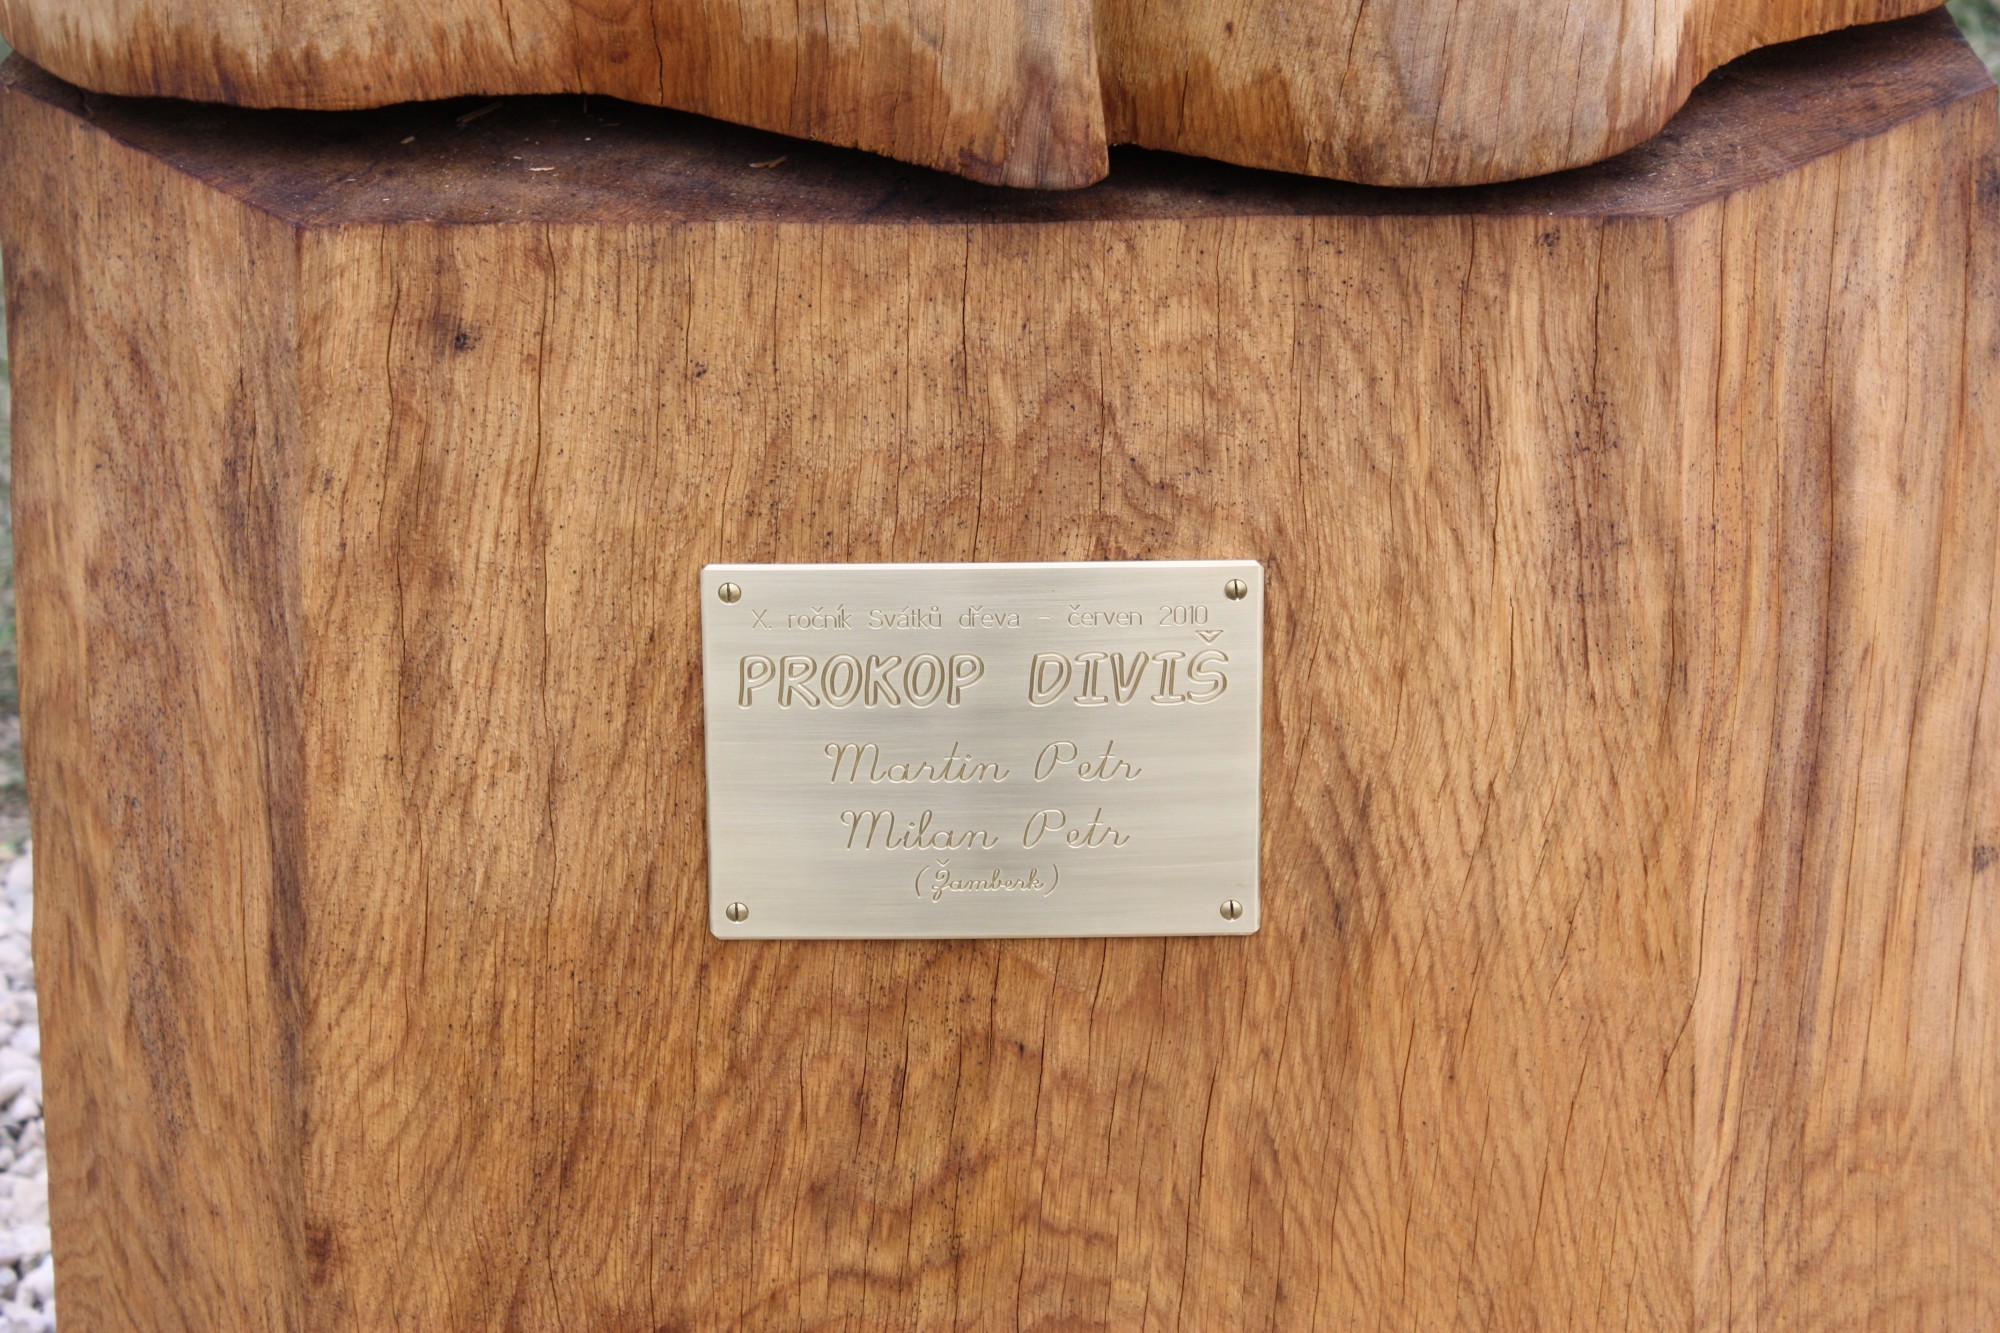 X. ročník Svátků dřeva - červen 2010
PROKOP DIVIŠ
Martin Petr
Milan Petr
(Žamberk)